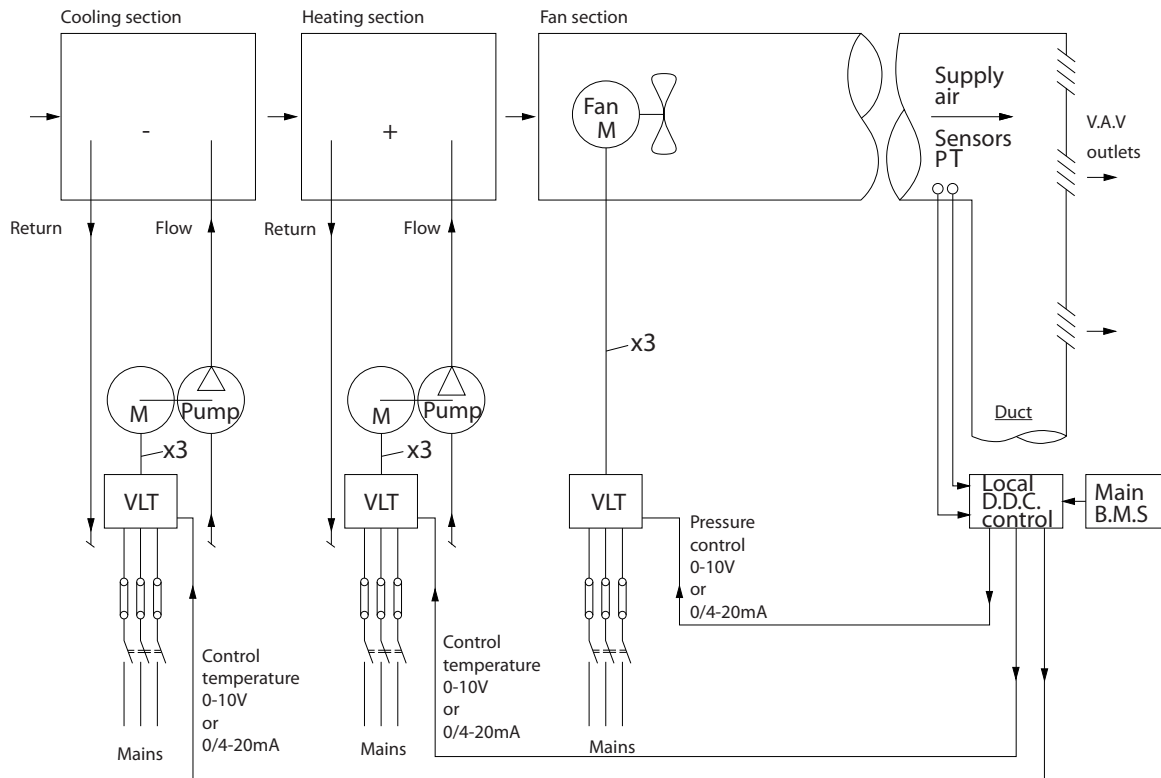 Cooling section
Heating section
Fan section
-
+
Fan
M
Supply
air
Sensors
PT
V.A.V
outlets
Return
Flow
Return
Flow
x3
M
Pump
M
Pump
x3
x3
Duct
VLT
VLT
VLT
Local
D.D.C.
control
Main
B.M.S
Pressure
control
0-10V
or
0/4-20mA
Control
temperature
0-10V
or
0/4-20mA
Control
temperature
0-10V
or
0/4-20mA
Mains
Mains
Mains